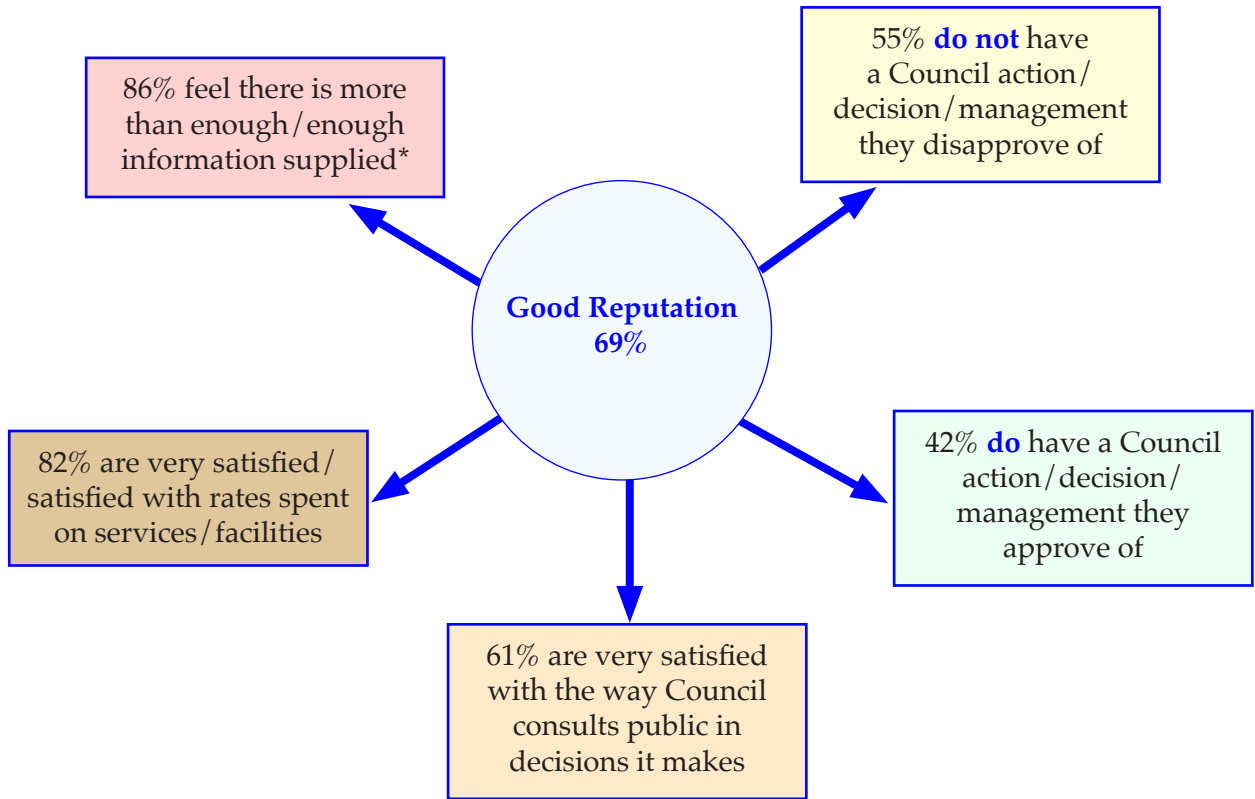 55% do not have
a Council action/
decision/management
they disapprove of
86% feel there is more
than enough/enough
information supplied*
Good Reputation
69%
42% do have a Council
action/decision/
management they
approve of
82% are very satisfied/
satisfied with rates spent
on services/facilities
61% are very satisfied
with the way Council
consults public in
decisions it makes